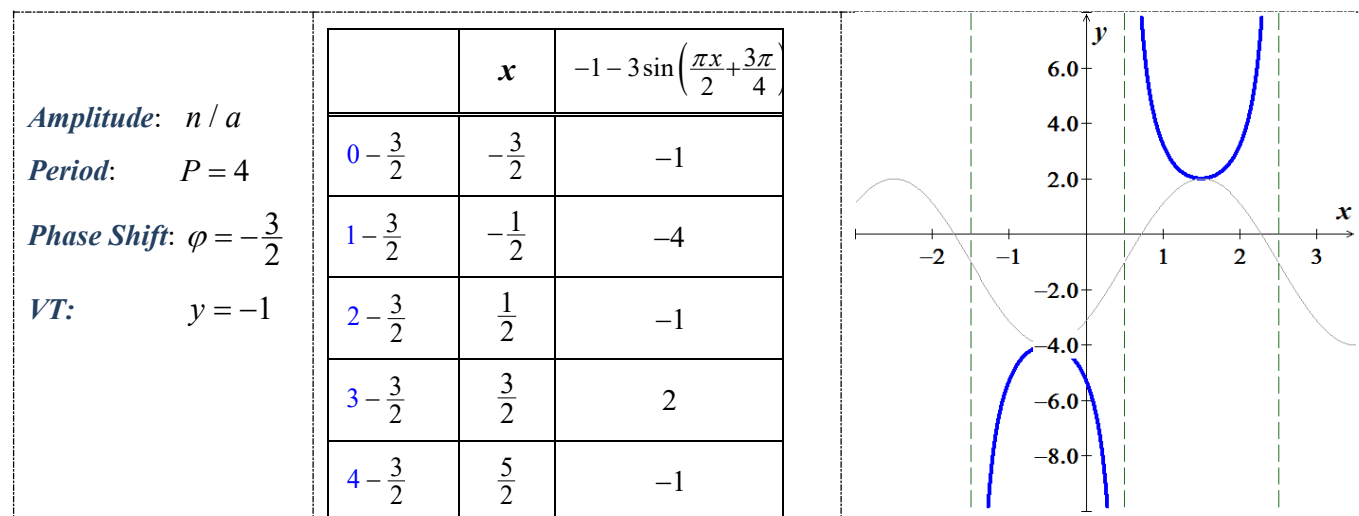 Amplitude: n / a
Period: P = 4
Phase Shift: φ = −3/2
VT: y = −1
x −1 − 3 sin(πx/2 + 3π/4)
0 − 3/2 −3/2 −1
1 − 3/2 −1/2 −4
2 − 3/2 1/2 −1
3 − 3/2 3/2 2
4 − 3/2 5/2 −1
y
6.0
4.0
2.0
x
−2 −1 1 2 3
−2.0
−4.0
−6.0
−8.0